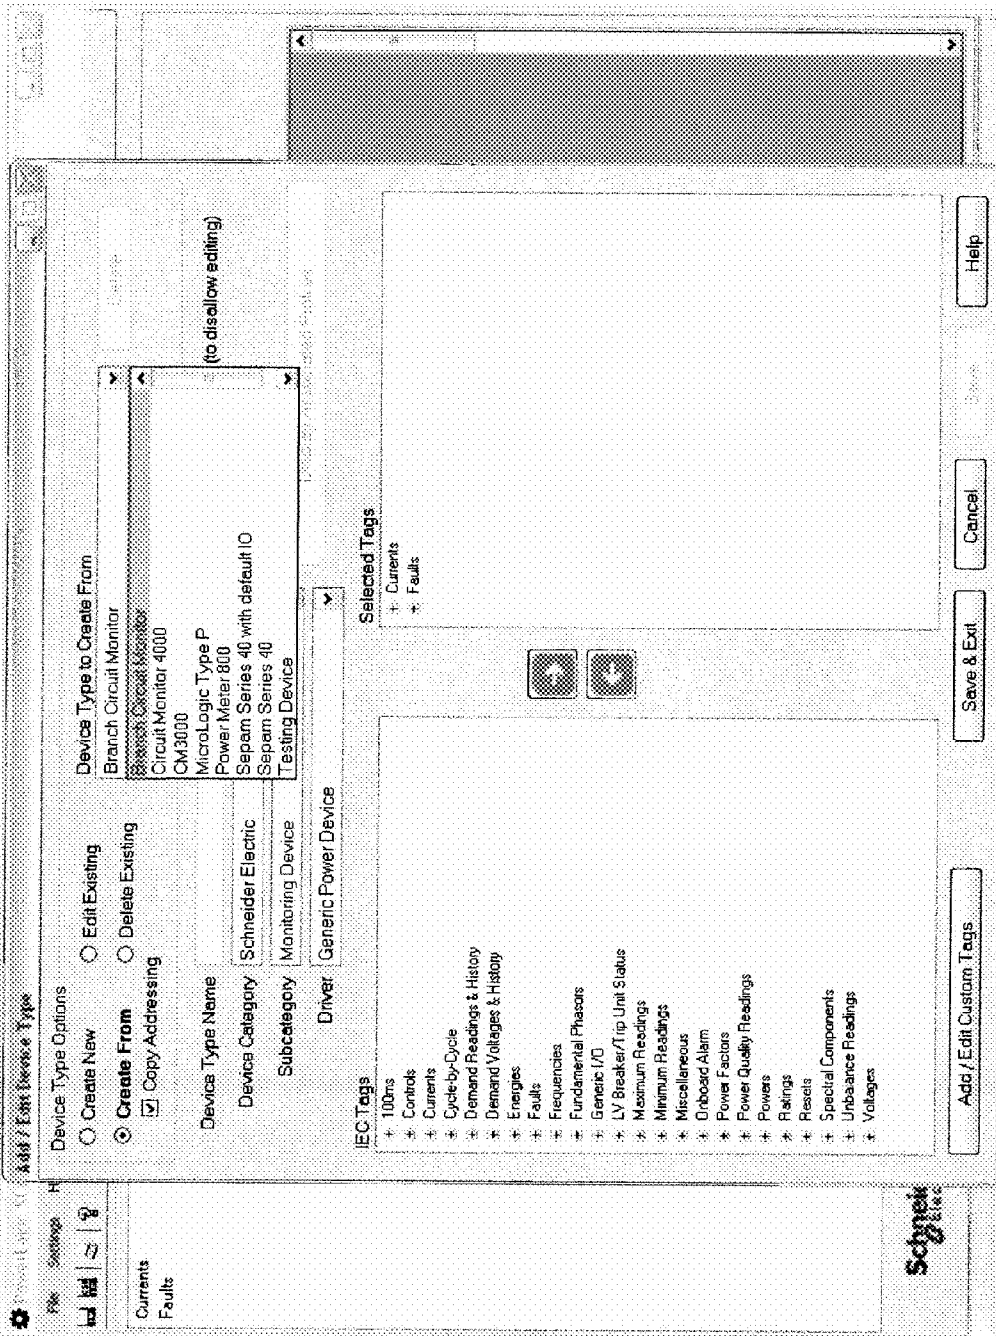 File Settings H
Currents
Faults
Schneid
Elec
Add / Edit Device Type
Device Type Options
Create New
Edit Existing
Create From
Delete Existing
Copy Addressing
Device Type to Create From
Branch Circuit Monitor
Branch Circuit Monitor
Circuit Monitor 4000
CM3000
MicroLogic Type P
Power Meter 800
Sepam Series 40 with default IO
Sepam Series 40
Testing Device
Device Type Name
(to disallow editing)
Device Category Schneider Electric
Subcategory Monitoring Device
Driver Generic Power Device
IEC Tags
+ 100ms
+ Controls
+ Currents
+ Cycle-by-Cycle
+ Demand Readings & History
+ Demand Voltages & History
+ Energies
+ Faults
+ Frequencies
+ Fundamental Phasors
+ Generic I/O
+ LV Breaker/Trip Unit Status
+ Maximum Readings
+ Minimum Readings
+ Miscellaneous
+ Onboard Alarm
+ Power Factors
+ Power Quality Readings
+ Powers
+ Ratings
+ Resets
+ Spectral Components
+ Unbalance Readings
+ Voltages
Selected Tags
+ Currents
+ Faults
Add / Edit Custom Tags
Save & Exit
Cancel
Help